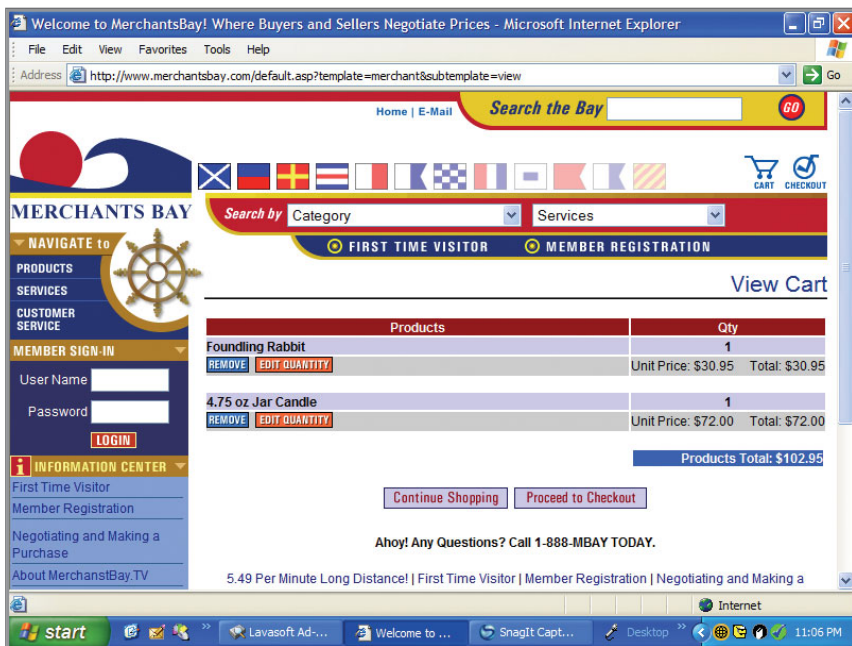 Welcome to MerchantsBay! Where Buyers and Sellers Negotiate Prices - Microsoft Internet Explorer
File Edit View Favorites Tools Help
Address http://www.merchantsbay.com/default.asp?template=merchant&subtemplate=view Go
Home | E-Mail Search the Bay GO
CART CHECKOUT
MERCHANTS BAY
Search by Category Services
FIRST TIME VISITOR MEMBER REGISTRATION
NAVIGATE to
PRODUCTS
SERVICES
CUSTOMER
SERVICE
MEMBER SIGN-IN
User Name
Password
LOGIN
i INFORMATION CENTER
First Time Visitor
Member Registration
Negotiating and Making a
Purchase
About MerchanstBay.TV
View Cart
Products Qty
Foundling Rabbit 1
REMOVE EDIT QUANTITY Unit Price: $30.95 Total: $30.95
4.75 oz Jar Candle 1
REMOVE EDIT QUANTITY Unit Price: $72.00 Total: $72.00
Products Total: $102.95
Continue Shopping Proceed to Checkout
Ahoy! Any Questions? Call 1-888-MBAY TODAY.
5.49 Per Minute Long Distance! | First Time Visitor | Member Registration | Negotiating and Making a
Internet
start Lavasoft Ad-... Welcome to ... SnagIt Capt... Desktop 11:06 PM